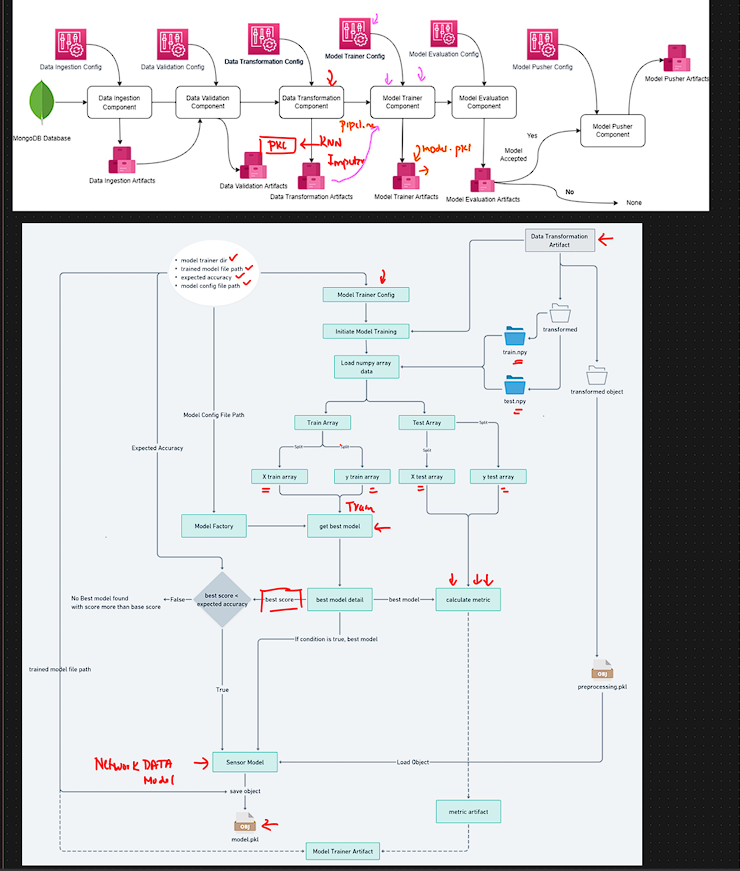 Data Ingestion Config
Data Validation Config
Data Transformation Config
Model Trainer Config
Model Evaluation Config
Model Pusher Config
Model Pusher Artifacts
MongoDB Database
Data Ingestion
Component
Data Validation
Component
Data Transformation
Component
Model Trainer
Component
Model Evaluation
Component
Model Pusher
Component
Pipeline
PKL
KNN
Imputer
model.pkl
Yes
Model
Accepted
No
None
Data Ingestion Artifacts
Data Validation Artifacts
Data Transformation Artifacts
Model Trainer Artifacts
Model Evaluation Artifacts
Data Transformation
Artifact
• model trainer dir
• trained model file path
• expected accuracy
• model config file path
Model Trainer Config
Initiate Model Training
transformed
train.npy
Load numpy array
data
transformed object
test.npy
Model Config File Path
Train Array
Test Array
Split
Split
Split
Split
Expected Accuracy
X train array
y train array
X test array
y test array
Train
Model Factory
get best model
No Best model found
with score more than base score
False
best score <
expected accuracy
best score
best model detail
best model
calculate metric
If condition is true, best model
trained model file path
True
OBJ
preprocessing.pkl
Network DATA
Model
Sensor Model
Load Object
save object
OBJ
model.pkl
metric artifact
Model Trainer Artifact